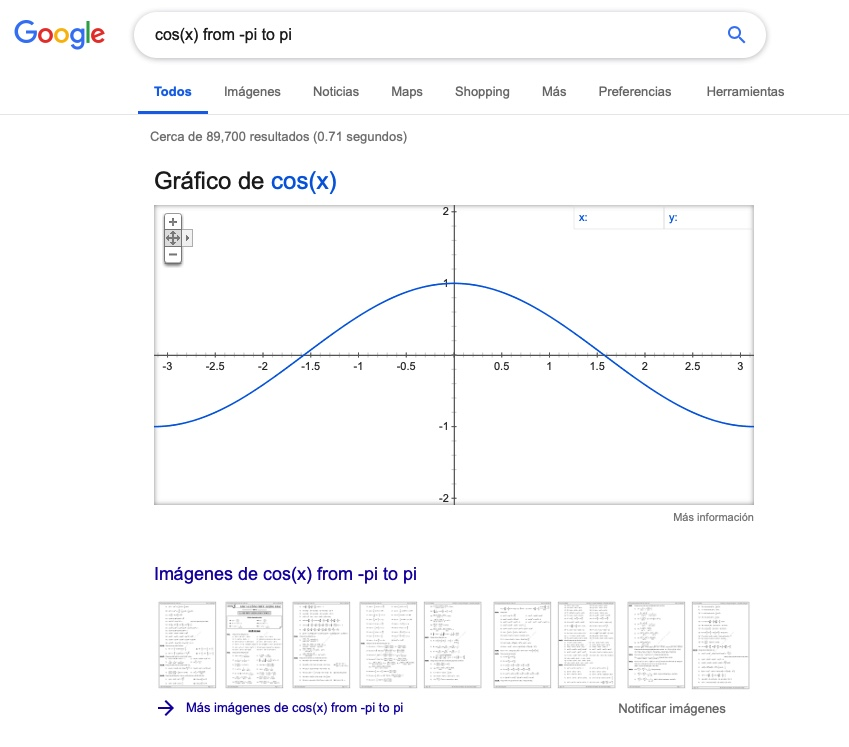 Google
cos(x) from -pi to pi
Todos Imágenes Noticias Maps Shopping Más Preferencias Herramientas
Cerca de 89,700 resultados (0.71 segundos)
Gráfico de cos(x)
2 x: y:
+
−
1
-3 -2.5 -2 -1.5 -1 -0.5 0.5 1 1.5 2 2.5 3
-1
-2
Más información
Imágenes de cos(x) from -pi to pi
Más imágenes de cos(x) from -pi to pi Notificar imágenes